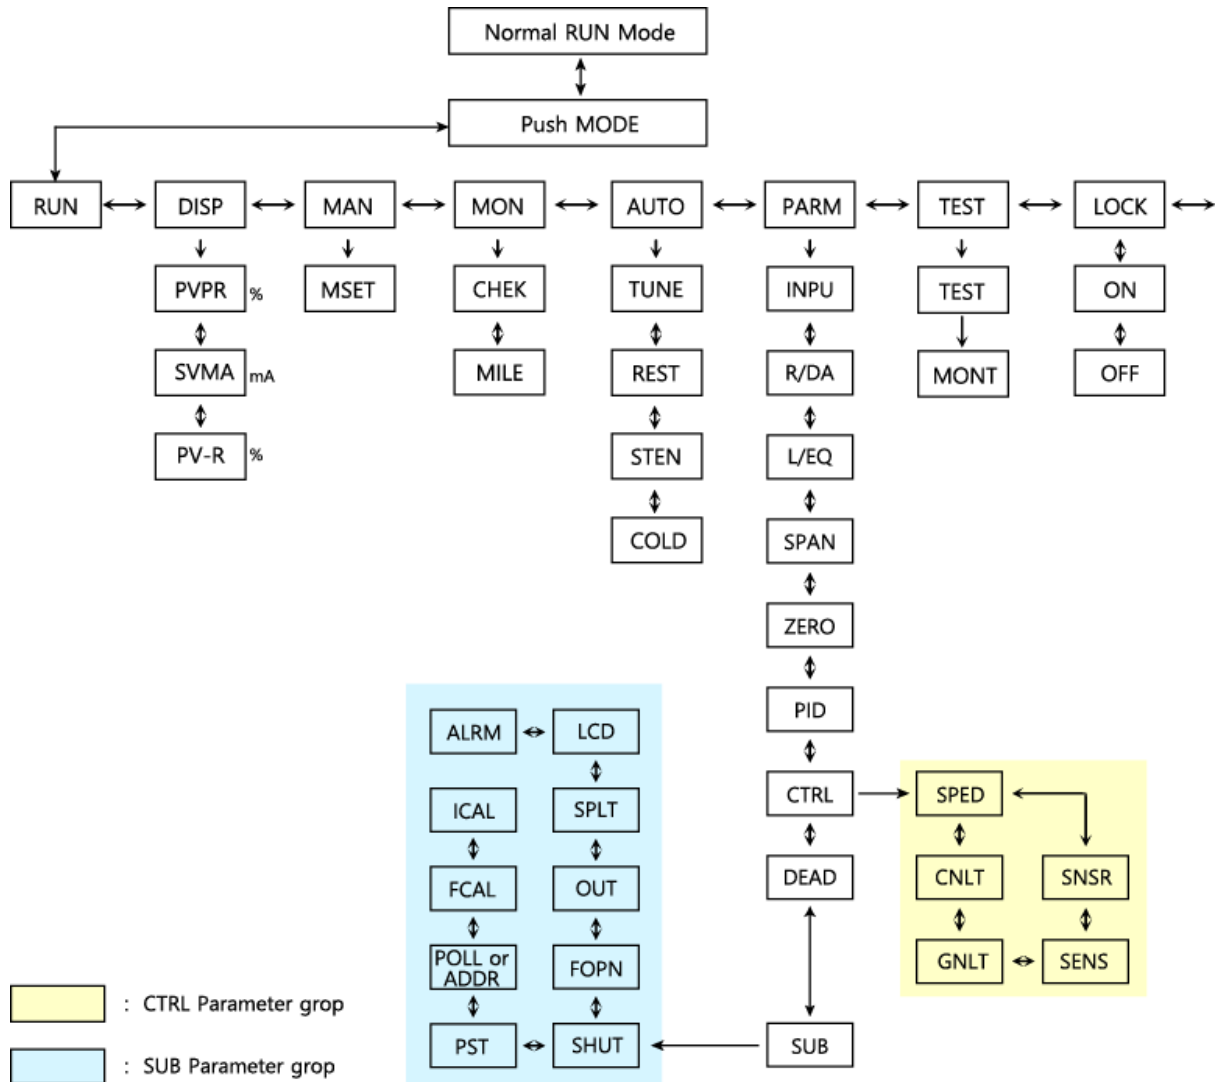 Normal RUN Mode
Push MODE
RUN
DISP
MAN
MON
AUTO
PARM
TEST
LOCK
PVPR %
MSET
CHEK
TUNE
INPU
TEST
ON
SVMA mA
MILE
REST
R/DA
MONT
OFF
PV-R %
STEN
L/EQ
COLD
SPAN
ZERO
PID
ALRM
LCD
CTRL
SPED
ICAL
SPLT
DEAD
CNLT
SNSR
FCAL
OUT
POLL or
ADDR
FOPN
GNLT
SENS
PST
SHUT
SUB
: CTRL Parameter grop
: SUB Parameter grop